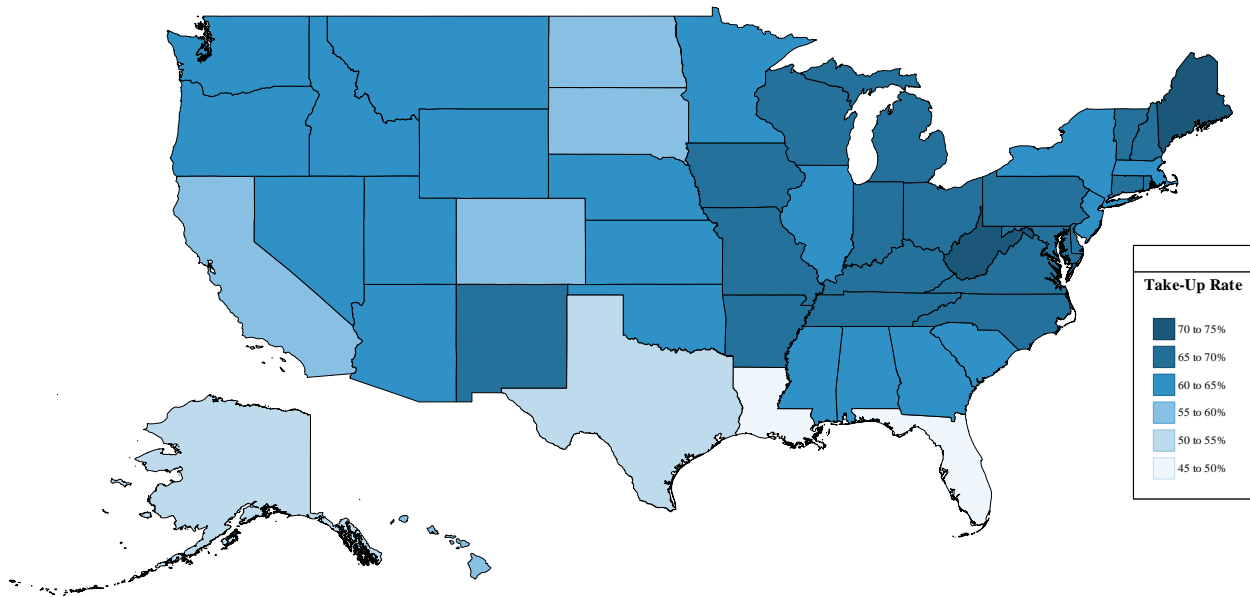 Take-Up Rate
70 to 75%
65 to 70%
60 to 65%
55 to 60%
50 to 55%
45 to 50%